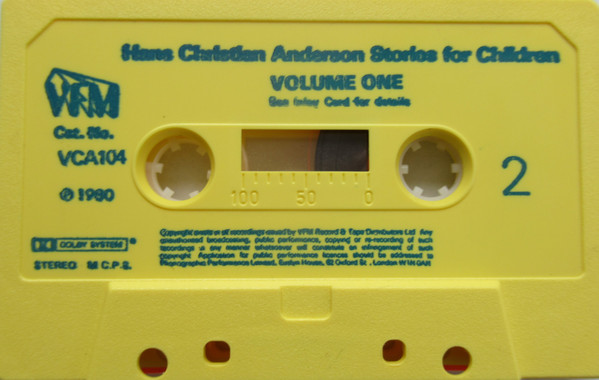 Hans Christian Anderson Stories for Children
VOLUME ONE
See Inlay Card for details
VFM
Cat. No.
VCA104
℗ 1980
2
100 50 0
DOLBY SYSTEM ®
STEREO M.C.P.S.
Copyright exists in all recordings issued by VFM Record & Tape Distributors Ltd Any
unauthorised broadcasting, public performance, copying or re-recording of such
recordings in any manner whatsoever will constitute an infringement of such
copyright. Application for public performance licences should be addressed to
Phonographic Performance Limited, Evelyn House, 62 Oxford St., London W1N 0AN